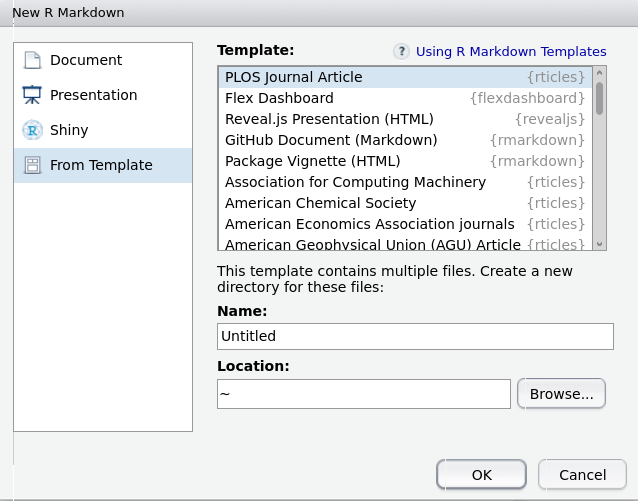 New R Markdown
Document
Presentation
Shiny
From Template
Template:
? Using R Markdown Templates
PLOS Journal Article {rticles}
Flex Dashboard {flexdashboard}
Reveal.js Presentation (HTML) {revealjs}
GitHub Document (Markdown) {rmarkdown}
Package Vignette (HTML) {rmarkdown}
Association for Computing Machinery {rticles}
American Chemical Society {rticles}
American Economics Association journals {rticles}
American Geophysical Union (AGU) Article {rticles}
This template contains multiple files. Create a new
directory for these files:
Name:
Untitled
Location:
~
Browse...
OK
Cancel